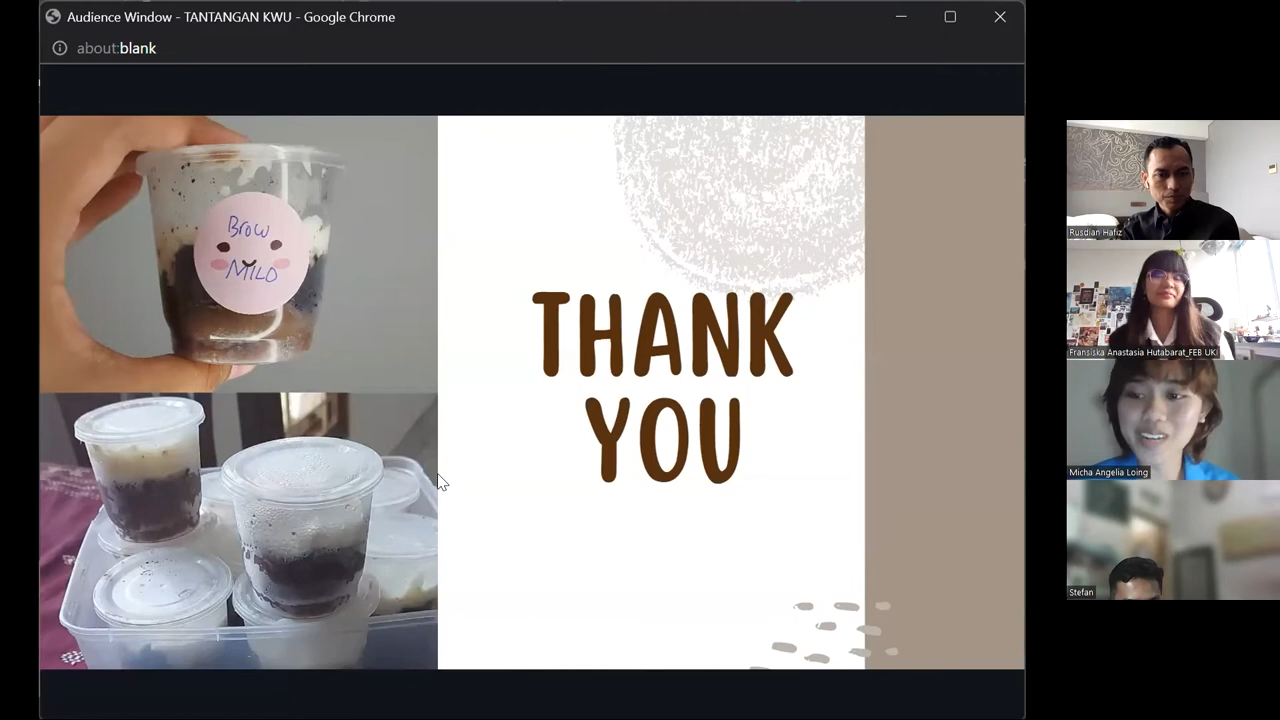 Audience Window - TANTANGAN KWU - Google Chrome
about:blank
Brow
MILO
THANK
YOU
Rusdian Hafiz
Fransiska Anastasia Hutabarat_FEB UKI
Micha Angelia Loing
Stefan